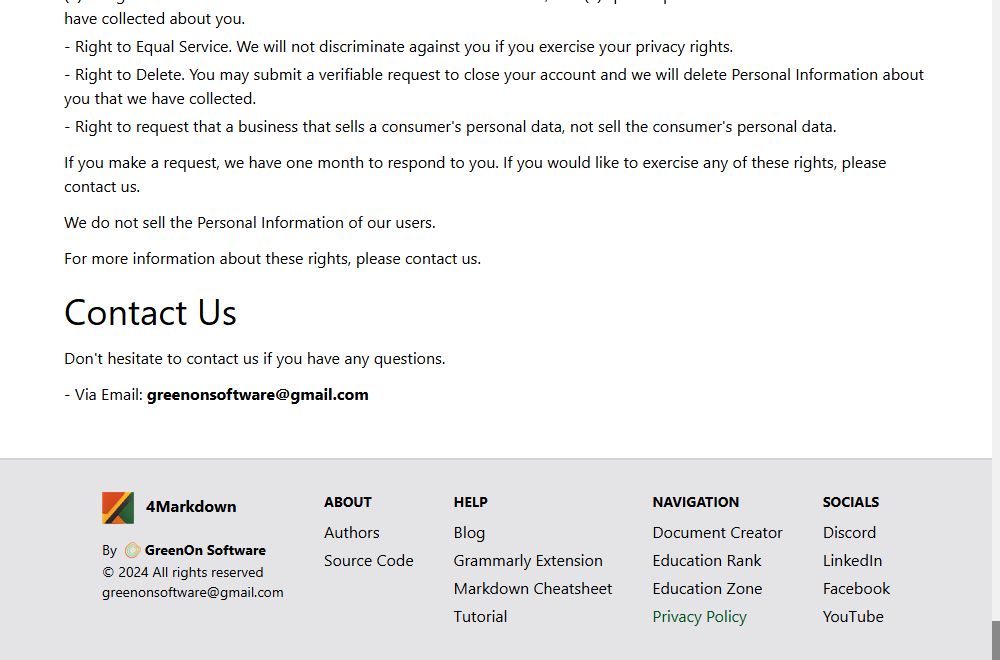 have collected about you.
- Right to Equal Service. We will not discriminate against you if you exercise your privacy rights.
- Right to Delete. You may submit a verifiable request to close your account and we will delete Personal Information about
you that we have collected.
- Right to request that a business that sells a consumer's personal data, not sell the consumer's personal data.
If you make a request, we have one month to respond to you. If you would like to exercise any of these rights, please
contact us.
We do not sell the Personal Information of our users.
For more information about these rights, please contact us.
Contact Us
Don't hesitate to contact us if you have any questions.
- Via Email: greenonsoftware@gmail.com
4Markdown
By GreenOn Software
© 2024 All rights reserved
greenonsoftware@gmail.com
ABOUT
Authors
Source Code
HELP
Blog
Grammarly Extension
Markdown Cheatsheet
Tutorial
NAVIGATION
Document Creator
Education Rank
Education Zone
Privacy Policy
SOCIALS
Discord
LinkedIn
Facebook
YouTube